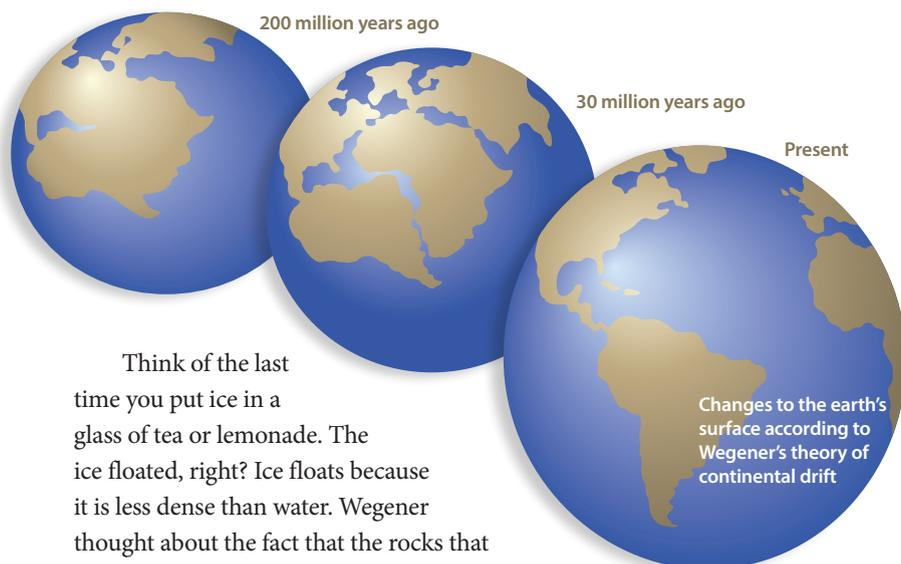 200 million years ago
30 million years ago
Present
Think of the last
time you put ice in a
glass of tea or lemonade. The
ice floated, right? Ice floats because
it is less dense than water. Wegener
thought about the fact that the rocks that
Changes to the earth's
surface according to
Wegener's theory of
continental drift